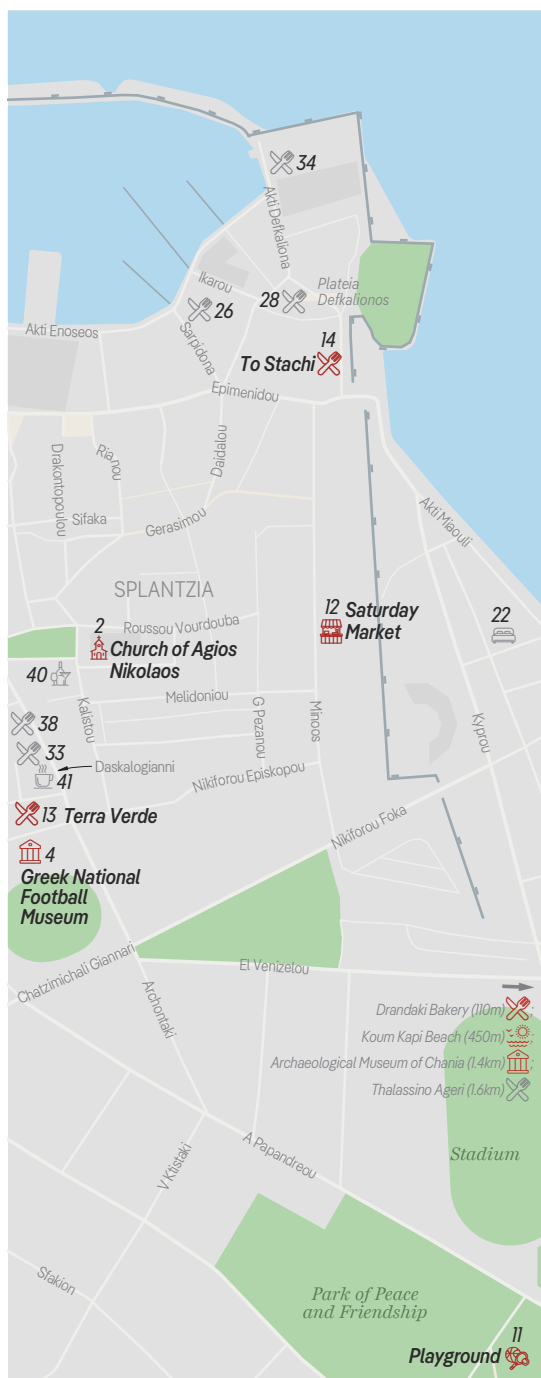 34
Akti Defkaliona
Ikarou
28
Plateia
Defkalionos
26
Akti Enoseos
Sarpidona
14
To Stachi
Epimenidou
Daidalou
Drakontopoulou
Rianou
Sifaka
Gerasimou
Akti Miaouli
SPLANTZIA
2
Roussou Vourdouba
12 Saturday
Market
22
Church of Agios
Nikolaos
40
Melidoniou
Kalistou
G Pezanou
Minoos
Kyprou
38
33
Daskalogianni
41
Nikiforou Episkopou
13 Terra Verde
Nikiforou Foka
4
Greek National
Football
Museum
Chatzimichali Giannari
El Venizelou
Archontaki
Drandaki Bakery (110m) ;
Koum Kapi Beach (450m) ;
Archaeological Museum of Chania (1.4km) ;
Thalassino Ageri (1.6km)
A Papandreou
V Ktistaki
Stadium
Sfakion
Park of Peace
and Friendship
11
Playground